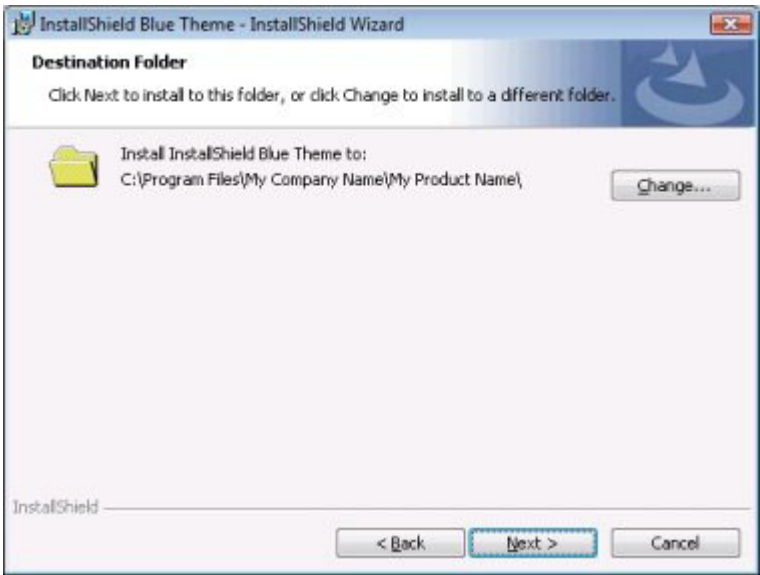 InstallShield Blue Theme - InstallShield Wizard
Destination Folder
Click Next to install to this folder, or click Change to install to a different folder.
Install InstallShield Blue Theme to:
C:\Program Files\My Company Name\My Product Name\
Change...
InstallShield
< Back
Next >
Cancel